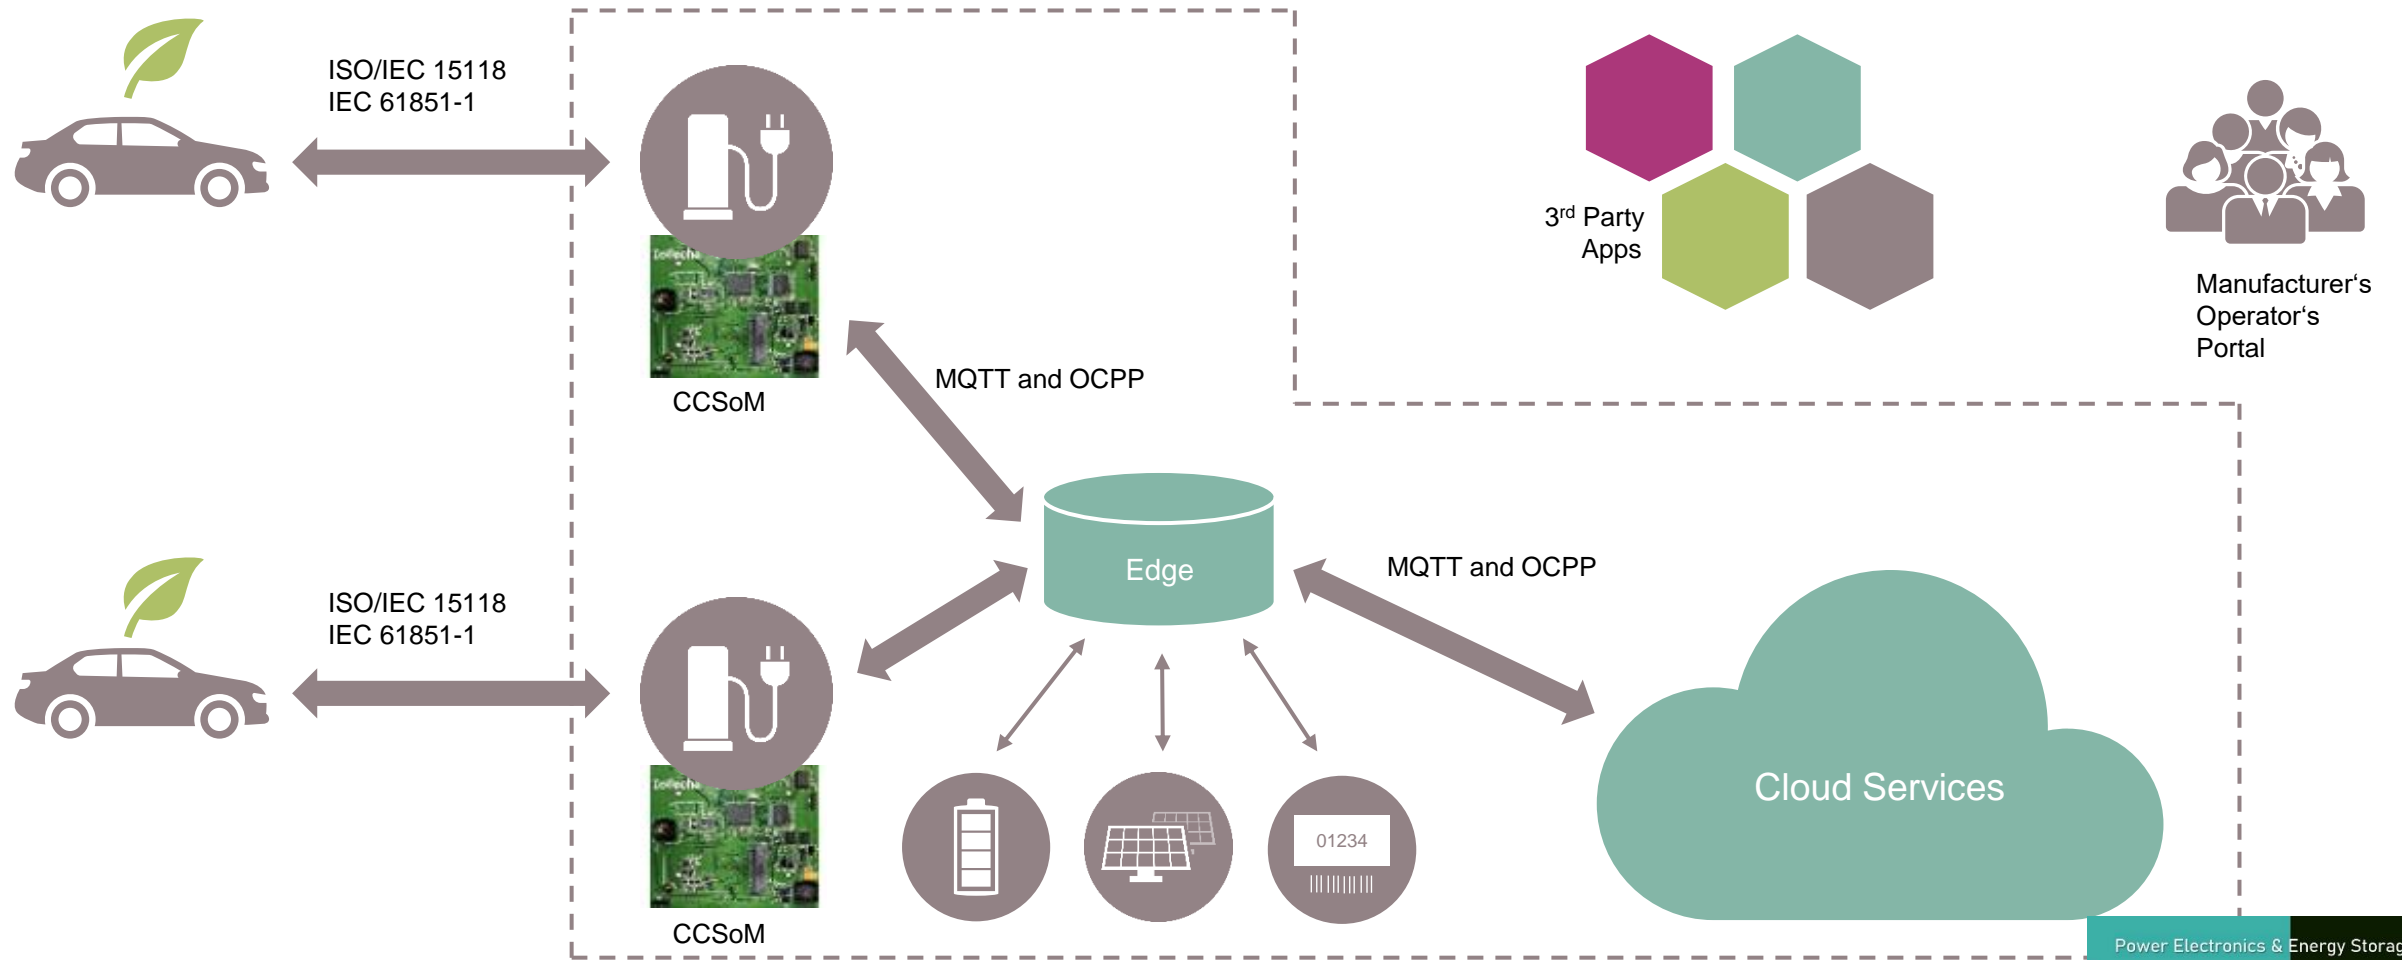 ISO/IEC 15118
IEC 61851-1
3rd Party
Apps
Manufacturer‘s
Operator‘s
Portal
MQTT and OCPP
CCSoM
Edge
MQTT and OCPP
ISO/IEC 15118
IEC 61851-1
Cloud Services
01234
CCSoM
Power Electronics & Energy Storag